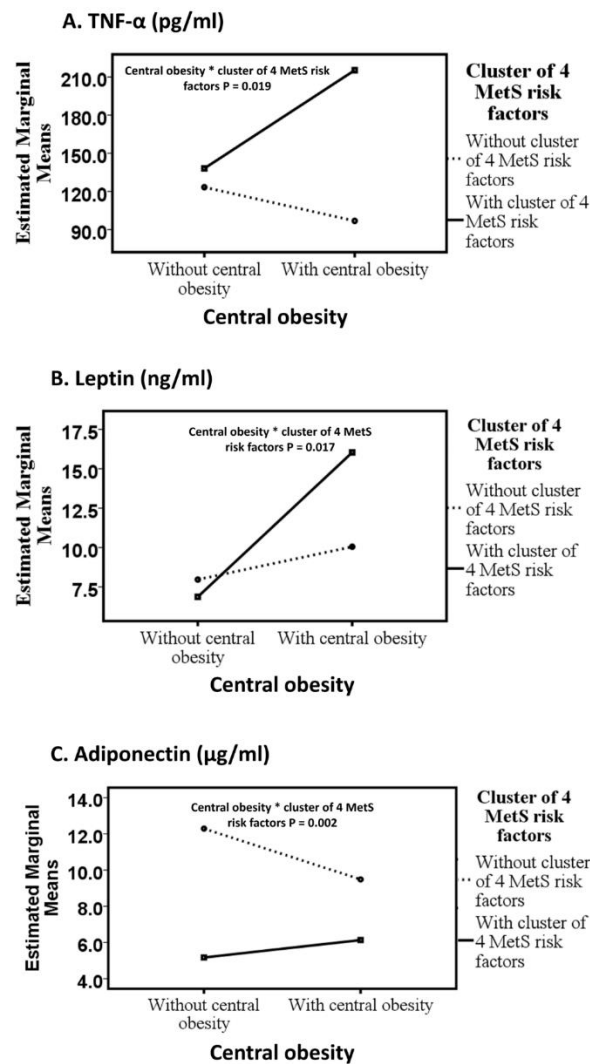 A. TNF-α (pg/ml)
Estimated Marginal
Means
210.0
180.0
150.0
120.0
90.0
Central obesity * cluster of 4 MetS risk
factors P = 0.019
Without central
obesity
With central obesity
Central obesity
Cluster of 4
MetS risk
factors
Without cluster
of 4 MetS risk
factors
With cluster of 4
MetS risk
factors
B. Leptin (ng/ml)
Estimated Marginal
Means
17.5
15.0
12.5
10.0
7.5
Central obesity * cluster of 4 MetS
risk factors P = 0.017
Without central
obesity
With central obesity
Central obesity
Cluster of 4
MetS risk
factors
Without cluster
of 4 MetS risk
factors
With cluster of
4 MetS risk
factors
C. Adiponectin (µg/ml)
Estimated Marginal
Means
14.0
12.0
10.0
8.0
6.0
4.0
Central obesity * cluster of 4 MetS
risk factors P = 0.002
Without central
obesity
With central obesity
Central obesity
Cluster of 4
MetS risk
factors
Without cluster
of 4 MetS risk
factors
With cluster of
4 MetS risk
factors